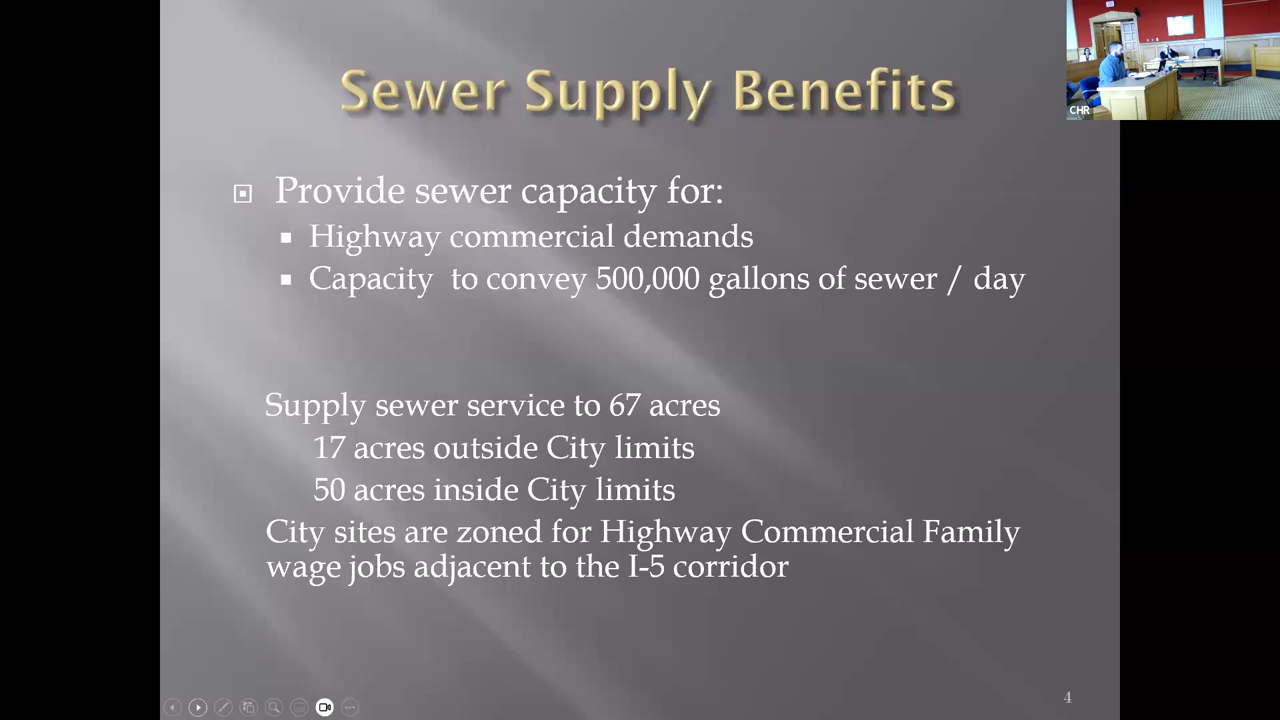 Sewer Supply Benefits
CHR
Provide sewer capacity for:
Highway commercial demands
Capacity to convey 500,000 gallons of sewer / day
Supply sewer service to 67 acres
17 acres outside City limits
50 acres inside City limits
City sites are zoned for Highway Commercial Family
wage jobs adjacent to the I-5 corridor
4